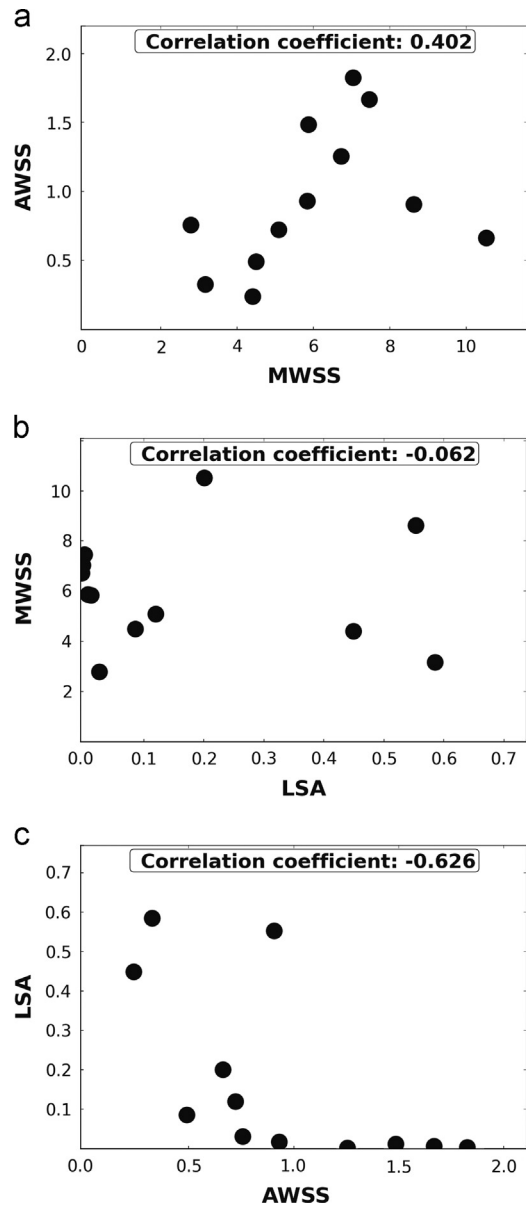 a
Correlation coefficient: 0.402
2.0
1.5
1.0
0.5
AWSS
0 2 4 6 8 10
MWSS
b
Correlation coefficient: -0.062
10
8
6
4
2
MWSS
0.0 0.1 0.2 0.3 0.4 0.5 0.6 0.7
LSA
c
Correlation coefficient: -0.626
0.7
0.6
0.5
0.4
0.3
0.2
0.1
LSA
0.0 0.5 1.0 1.5 2.0
AWSS